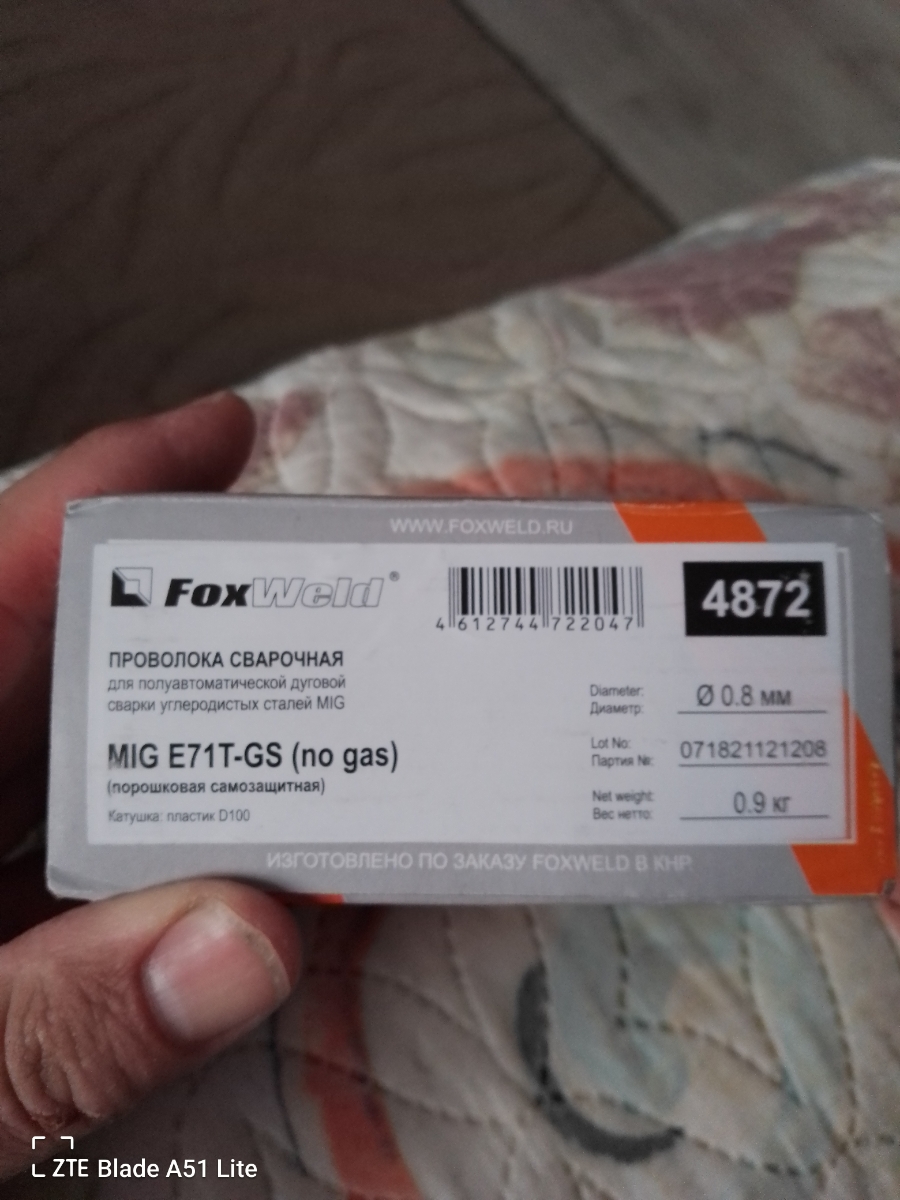 WWW.FOXWELD.RU
FoxWeld®
4 612744 722047
4872
ПРОВОЛОКА СВАРОЧНАЯ
для полуавтоматической дуговой
сварки углеродистых сталей MIG
MIG E71T-GS (no gas)
(порошковая самозащитная)
Катушка: пластик D100
Diameter:
Диаметр:
Ø 0.8 мм
Lot No:
Партия №:
071821121208
Net weight:
Вес нетто:
0.9 кг
ИЗГОТОВЛЕНО ПО ЗАКАЗУ FOXWELD В КНР
ZTE Blade A51 Lite